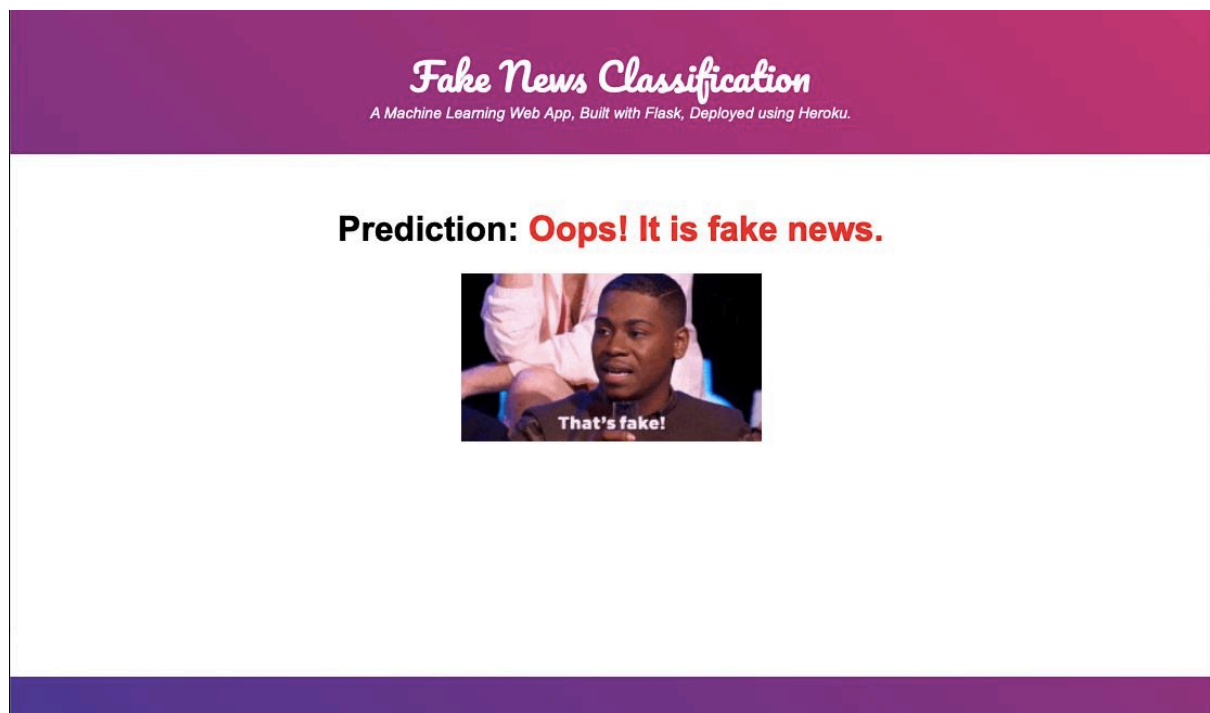 Fake News Classification
A Machine Learning Web App, Built with Flask, Deployed using Heroku.
Prediction: Oops! It is fake news.
That's fake!